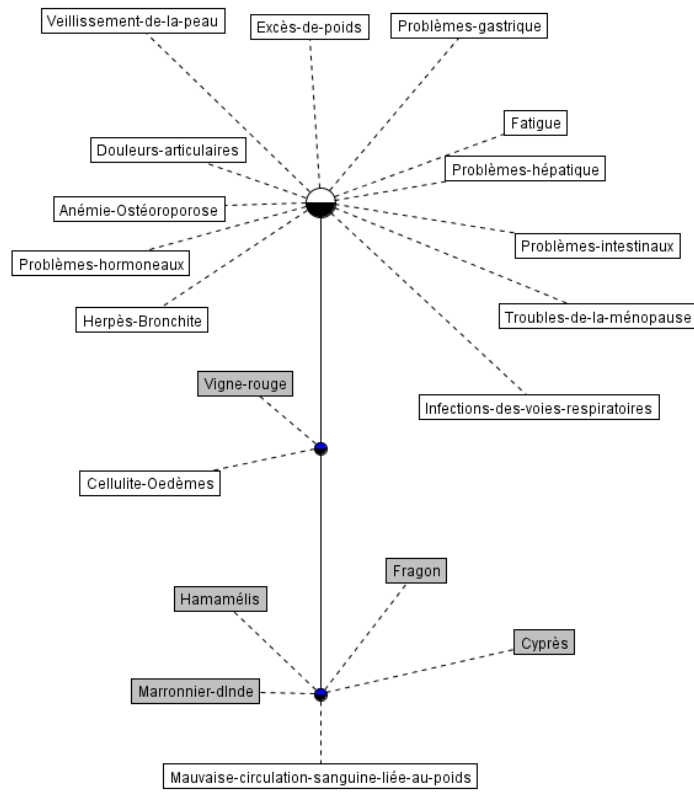 Veillissement-de-la-peau
Excès-de-poids
Problèmes-gastrique
Fatigue
Douleurs-articulaires
Problèmes-hépatique
Anémie-Ostéoroporose
Problèmes-intestinaux
Problèmes-hormoneaux
Troubles-de-la-ménopause
Herpès-Bronchite
Vigne-rouge
Infections-des-voies-respiratoires
Cellulite-Oedèmes
Fragon
Hamamélis
Cyprès
Marronnier-dInde
Mauvaise-circulation-sanguine-liée-au-poids